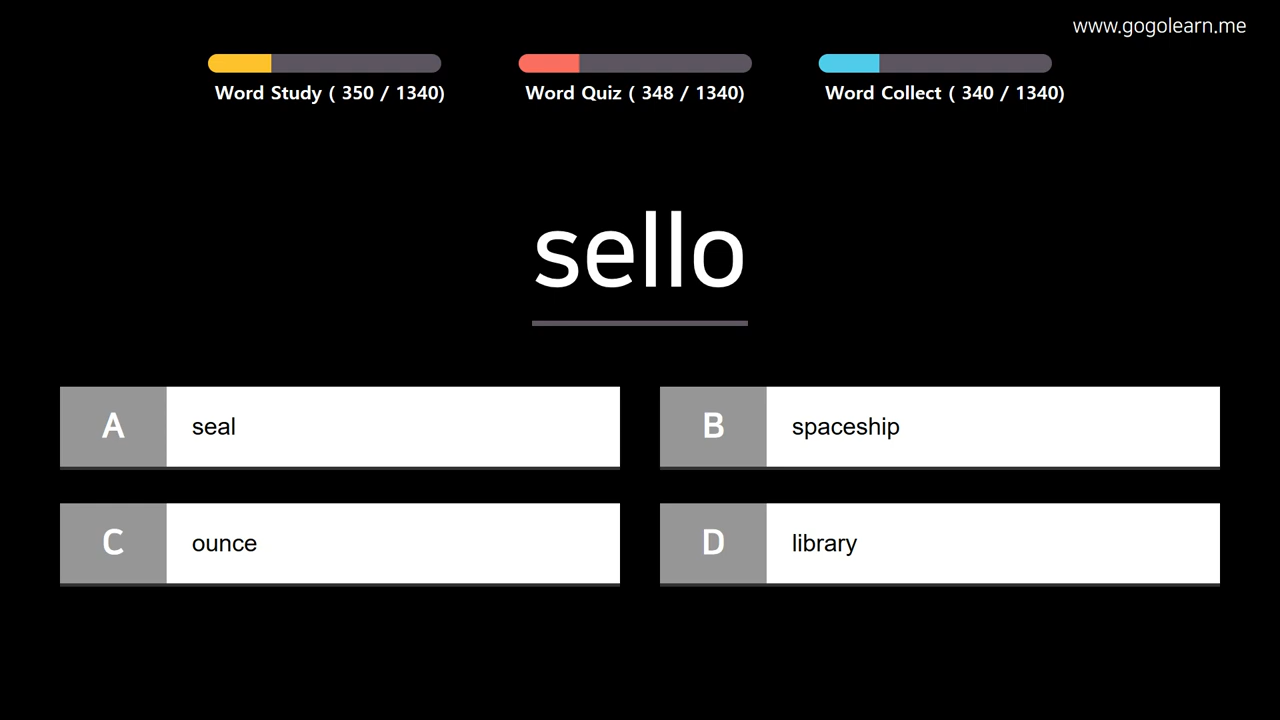 www.gogolearn.me
Word Study ( 350 / 1340)
Word Quiz ( 348 / 1340)
Word Collect ( 340 / 1340)
sello
A seal
B spaceship
C ounce
D library